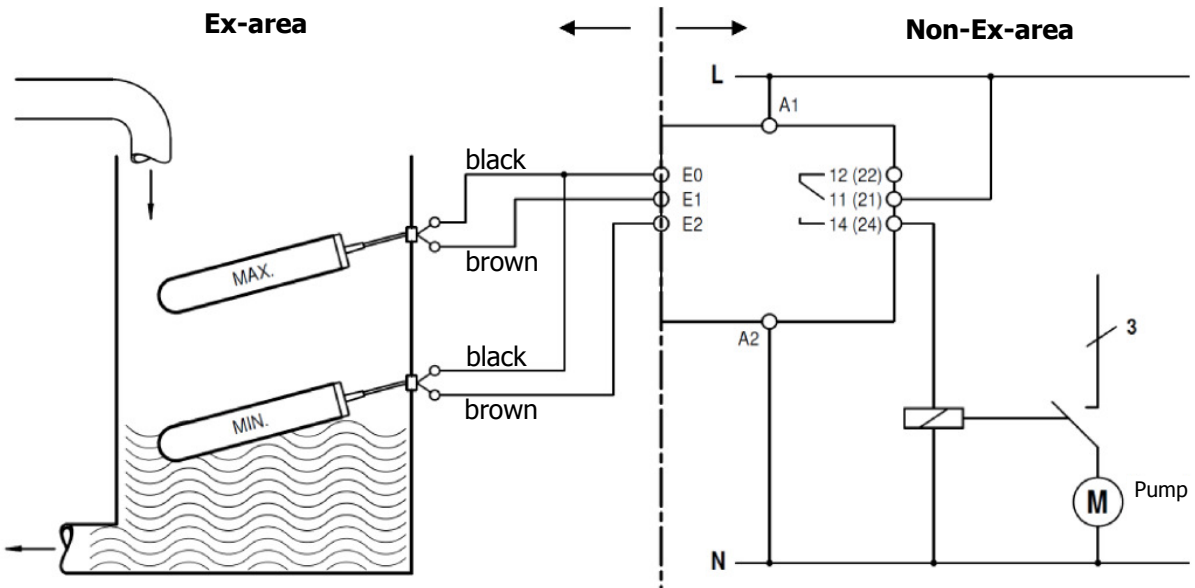 Ex-area
Non-Ex-area
L
A1
black
E0
12 (22)
E1
11 (21)
E2
14 (24)
brown
MAX.
A2
3
black
brown
MIN.
M
Pump
N